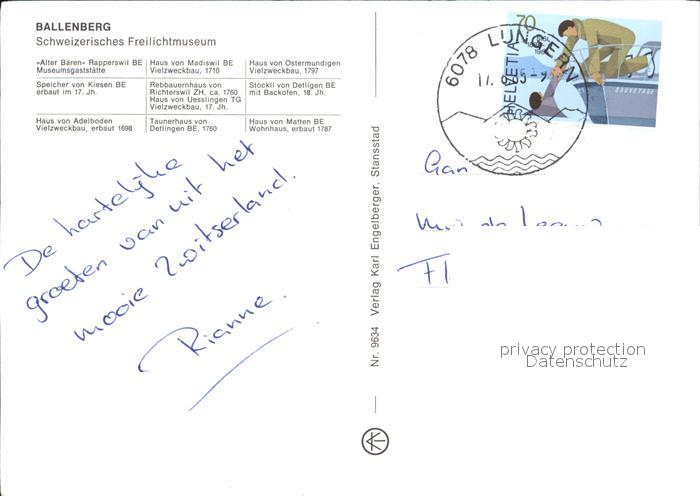 BALLENBERG
Schweizerisches Freilichtmuseum
«Alter Bären» Rapperswil BE
Museumsgaststätte
Haus von Madiswil BE
Vielzweckbau, 1710
Haus von Ostermundigen
Vielzweckbau, 1797
Speicher von Kiesen BE
erbaut im 17. Jh.
Rebbauernhaus von
Richterswil ZH, ca. 1760
Haus von Uesslingen TG
Vielzweckbau, 17. Jh.
Stöckli von Detligen BE
mit Backofen, 18. Jh.
Haus von Adelboden
Vielzweckbau, erbaut 1698
Taunerhaus von
Detligen BE, 1760
Haus von Matten BE
Wohnhaus, erbaut 1787
De hartelijke
groeten van uit het
mooie Zwitserland.
Rianne.
Nr. 9634 Verlag Karl Engelberger, Stansstad
70
HELVETIA
6078 LUNGERN
privacy protection
Datenschutz